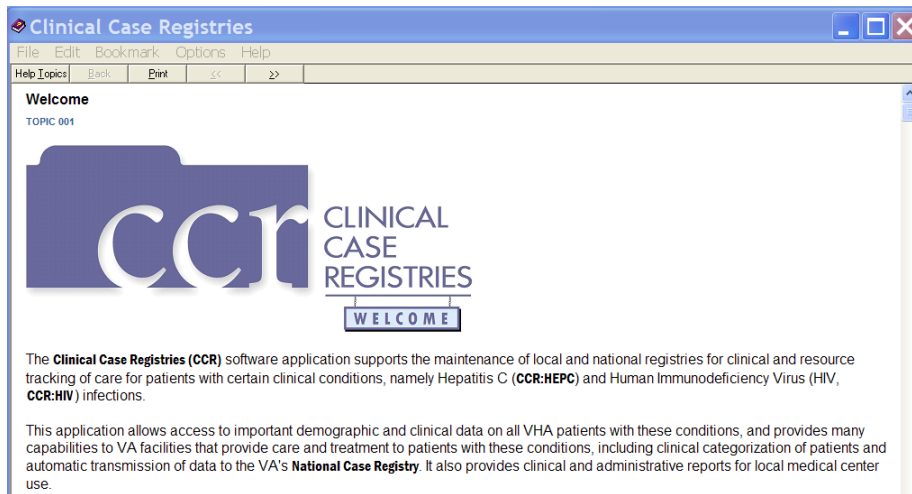 Clinical Case Registries
File Edit Bookmark Options Help
Help Topics Back Print << >>
Welcome
TOPIC 001
ccr
CLINICAL
CASE
REGISTRIES
WELCOME
The Clinical Case Registries (CCR) software application supports the maintenance of local and national registries for clinical and resource
tracking of care for patients with certain clinical conditions, namely Hepatitis C (CCR:HEPC) and Human Immunodeficiency Virus (HIV,
CCR:HIV) infections.
This application allows access to important demographic and clinical data on all VHA patients with these conditions, and provides many
capabilities to VA facilities that provide care and treatment to patients with these conditions, including clinical categorization of patients and
automatic transmission of data to the VA's National Case Registry. It also provides clinical and administrative reports for local medical center
use.